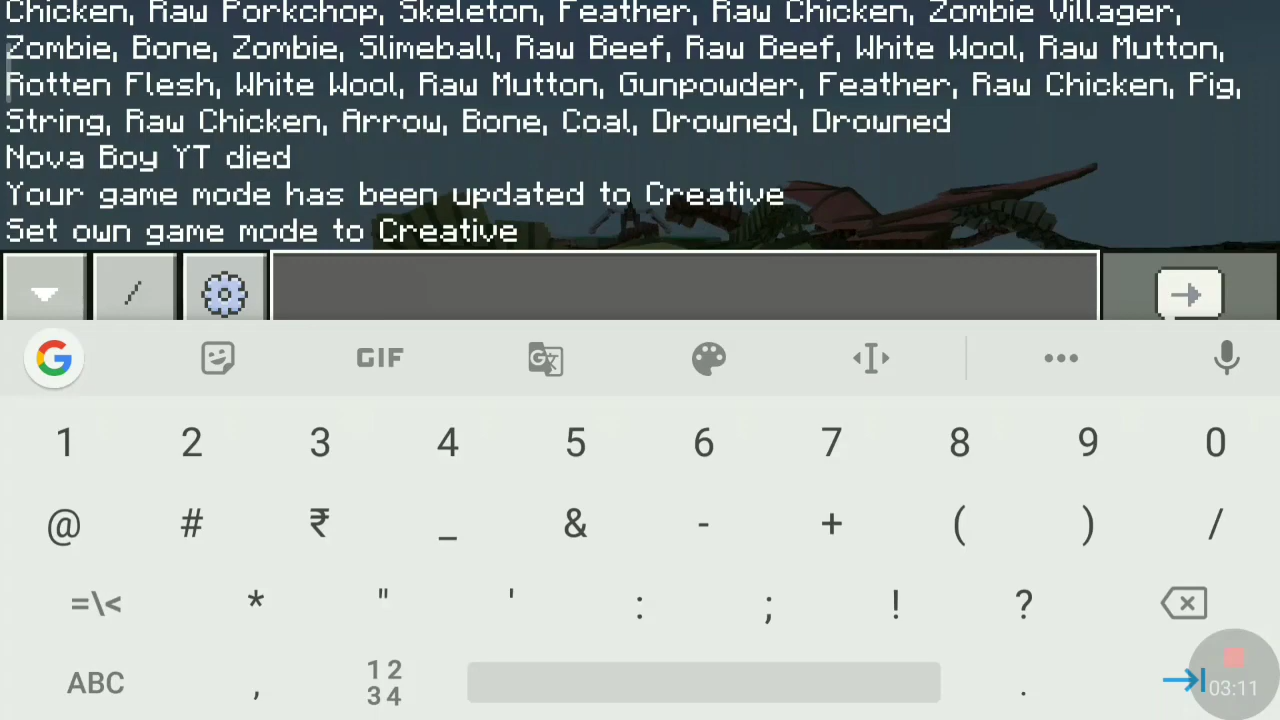 Chicken, Raw Porkchop, Skeleton, Feather, Raw Chicken, Zombie Villager,
Zombie, Bone, Zombie, Slimeball, Raw Beef, Raw Beef, White Wool, Raw Mutton,
Rotten Flesh, White Wool, Raw Mutton, Gunpowder, Feather, Raw Chicken, Pig,
String, Raw Chicken, Arrow, Bone, Coal, Drowned, Drowned
Nova Boy YT died
Your game mode has been updated to Creative
Set own game mode to Creative
/
G GIF G文
1 2 3 4 5 6 7 8 9 0
@ # ₹ _ & - + ( ) /
=\< * " ' : ; ! ?
ABC , 12 34 .
03:11